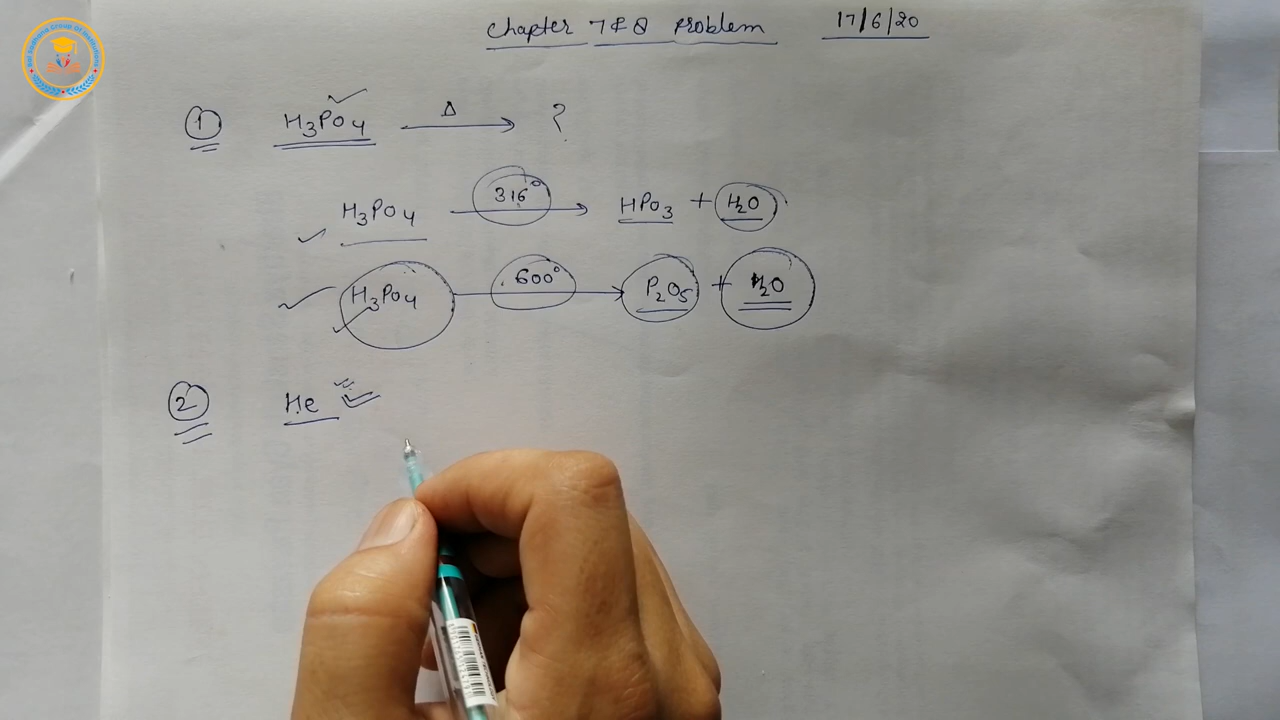 Chapter 7 & 8 Problem 17/6/20
1 H3PO4 Δ ?
H3PO4 316° HPO3 + H2O
H3PO4 600° P2O5 + H2O
2 He